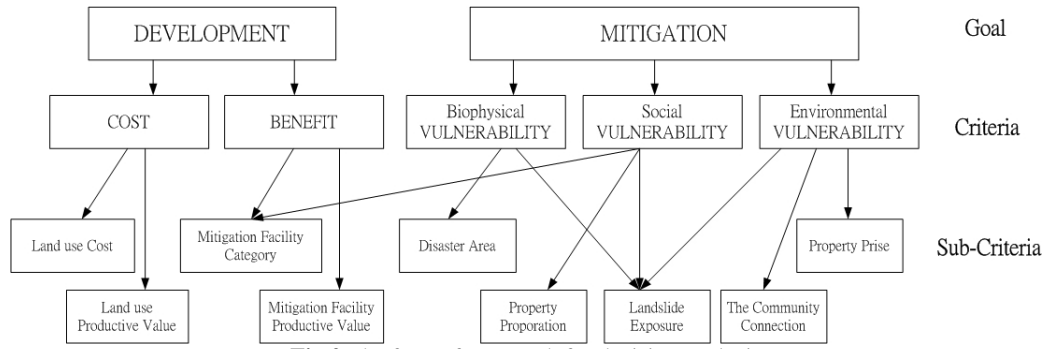 DEVELOPMENT
MITIGATION
Goal
COST
BENEFIT
Biophysical
VULNERABILITY
Social
VULNERABILITY
Environmental
VULNERABILITY
Criteria
Land use Cost
Mitigation Facility
Category
Disaster Area
Property Prise
Sub-Criteria
Land use
Productive Value
Mitigation Facility
Productive Value
Property
Proporation
Landslide
Exposure
The Community
Connection